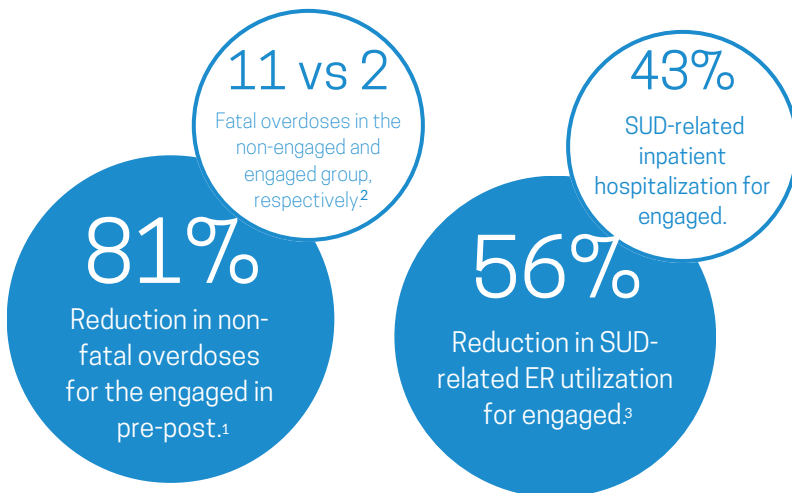 11 vs 2
Fatal overdoses in the
non-engaged and
engaged group,
respectively.²
81%
Reduction in non-
fatal overdoses
for the engaged in
pre-post.¹
43%
SUD-related
inpatient
hospitalization for
engaged.
56%
Reduction in SUD-
related ER utilization
for engaged.³